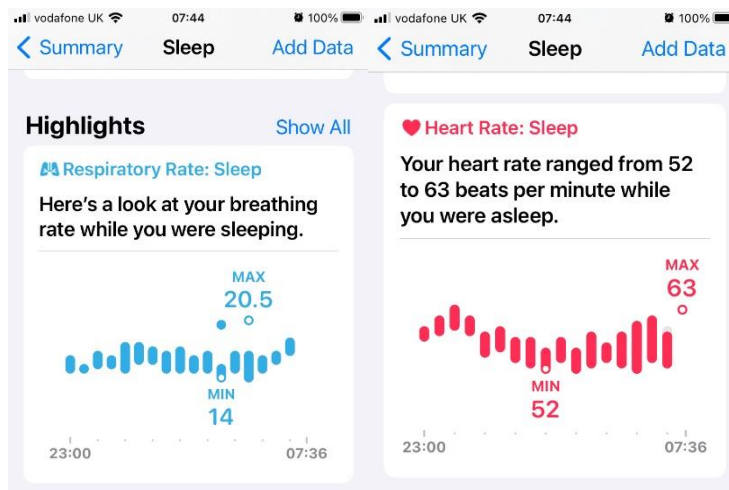 vodafone UK 07:44 100%
Summary Sleep Add Data
Highlights Show All
Respiratory Rate: Sleep
Here's a look at your breathing
rate while you were sleeping.
MAX
20.5
MIN
14
23:00 07:36
vodafone UK 07:44 100%
Summary Sleep Add Data
Heart Rate: Sleep
Your heart rate ranged from 52
to 63 beats per minute while
you were asleep.
MAX
63
MIN
52
23:00 07:36